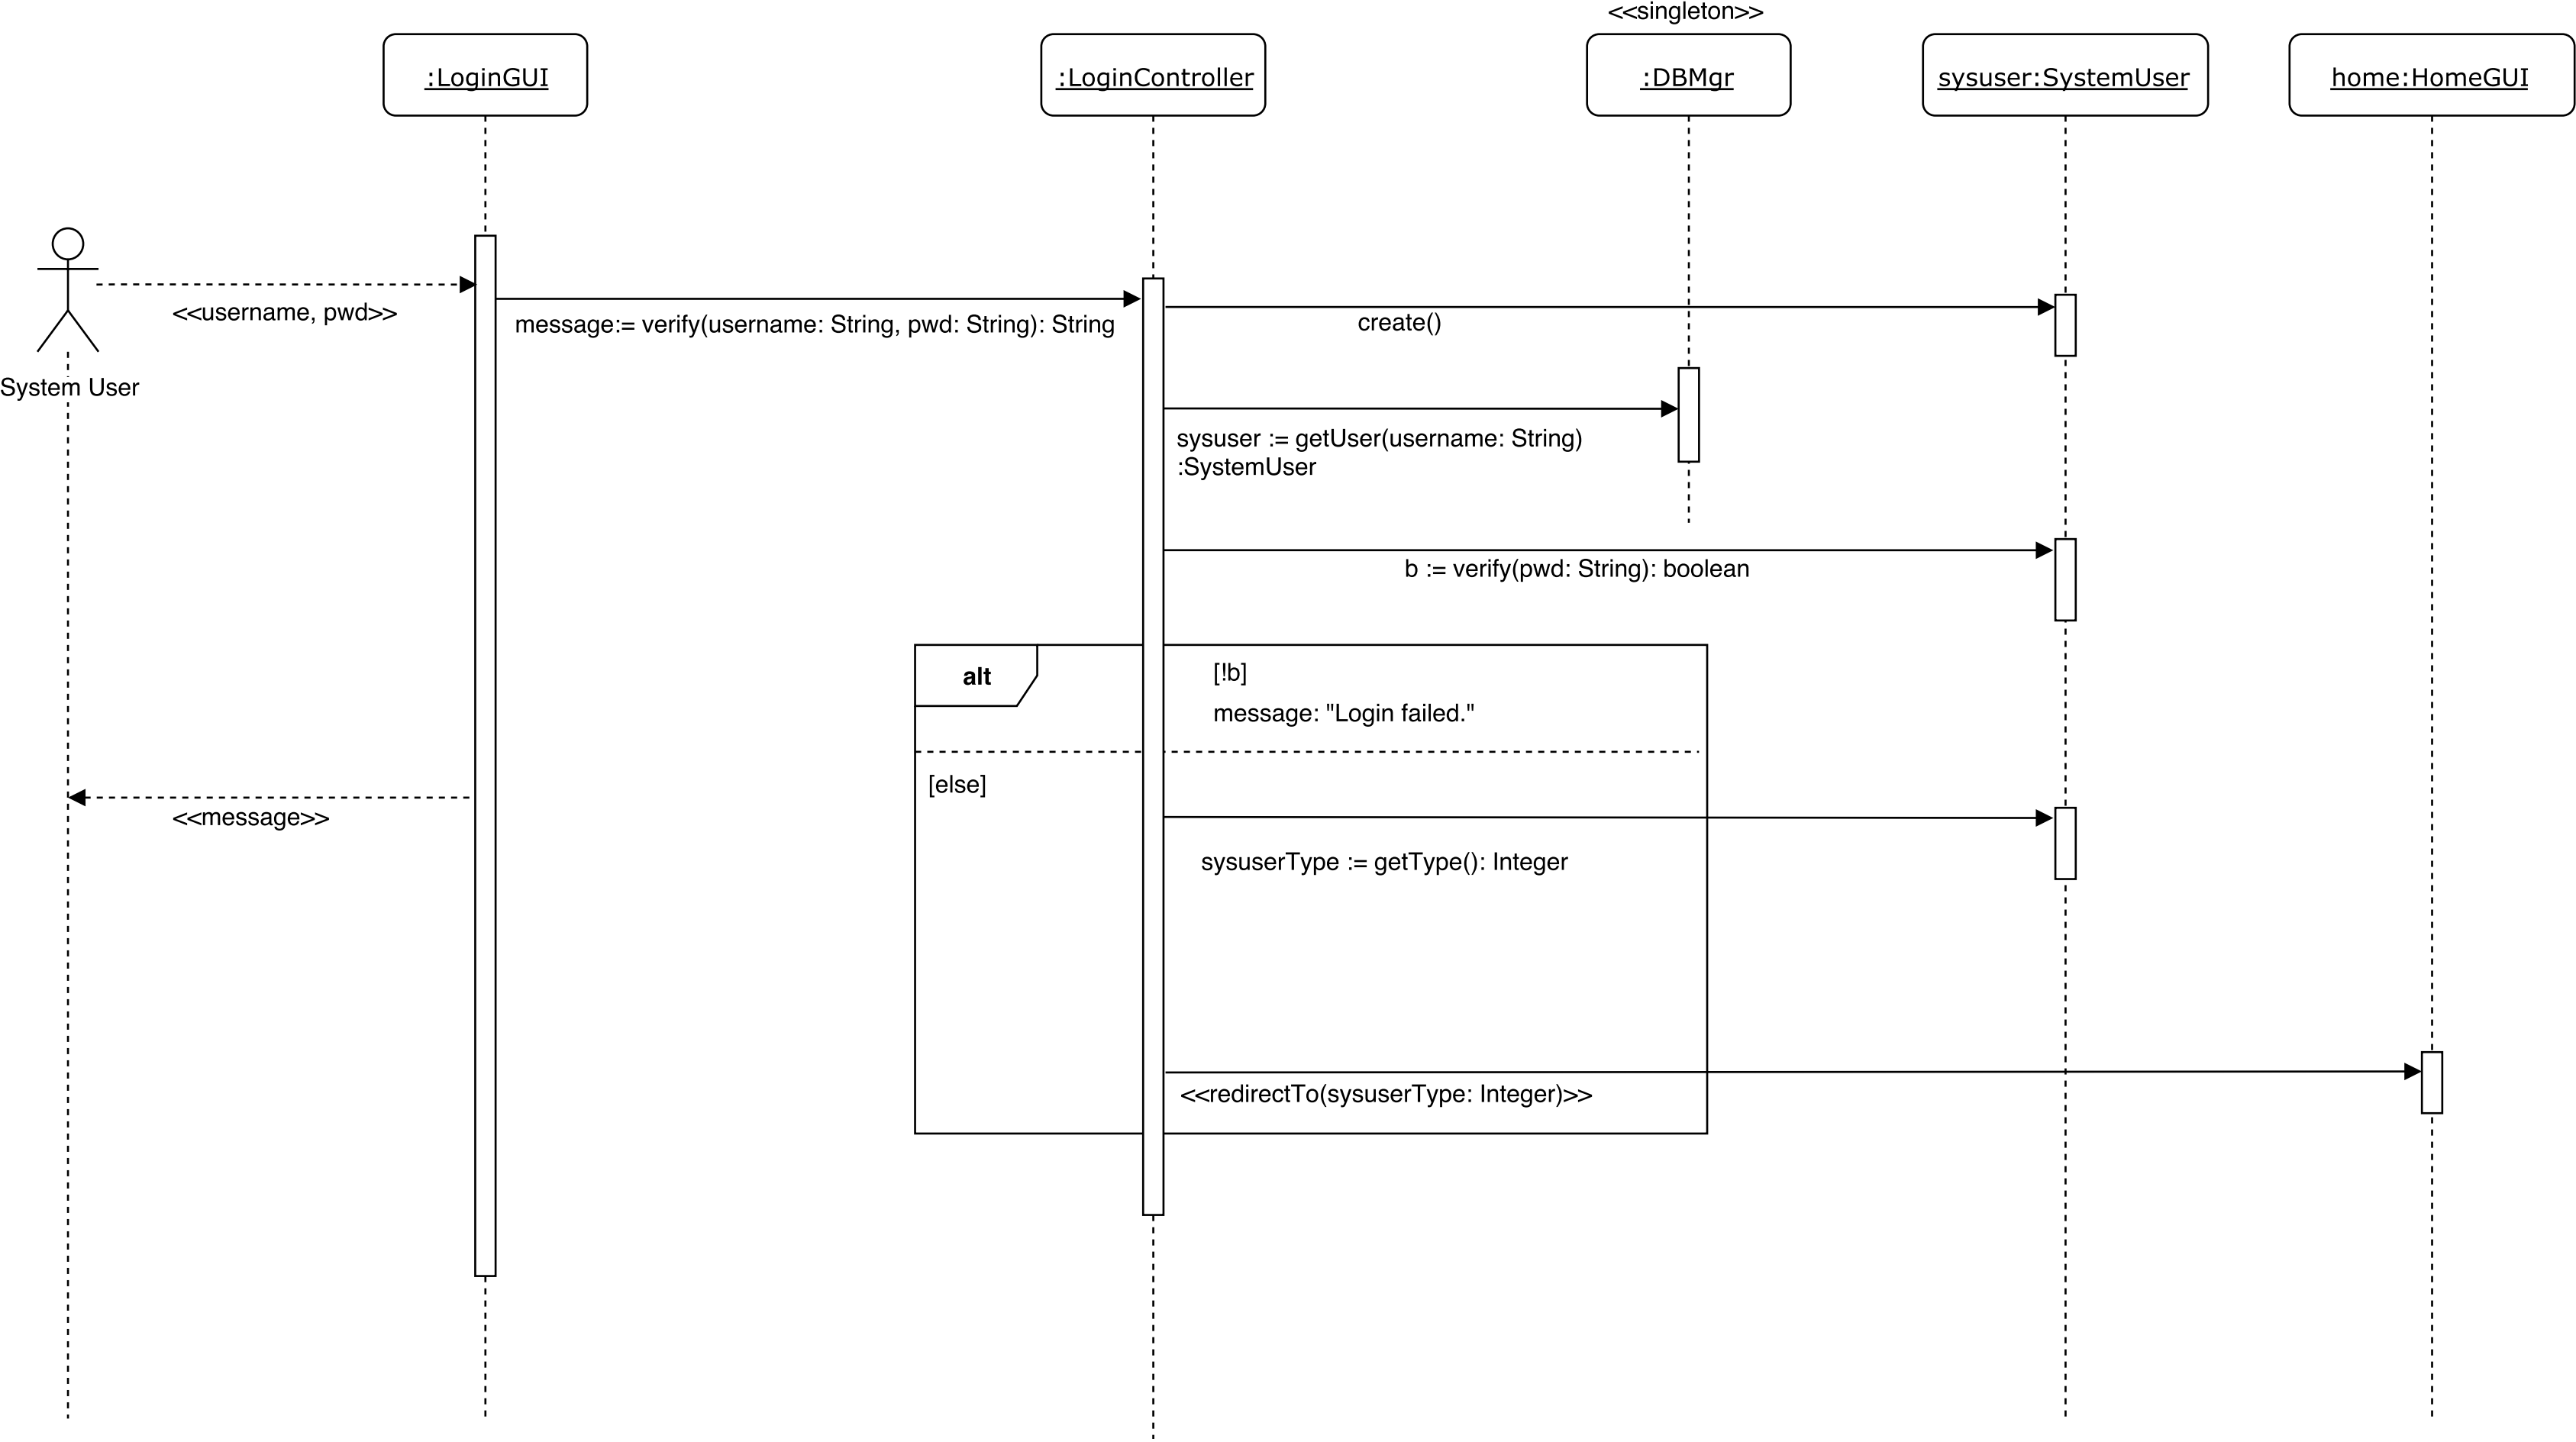 <<singleton>>
:LoginGUI
:LoginController
:DBMgr
sysuser:SystemUser
home:HomeGUI
<<username, pwd>>
message:= verify(username: String, pwd: String): String
create()
System User
sysuser := getUser(username: String)
:SystemUser
b := verify(pwd: String): boolean
alt
[!b]
message: "Login failed."
[else]
<<message>>
sysuserType := getType(): Integer
<<redirectTo(sysuserType: Integer)>>